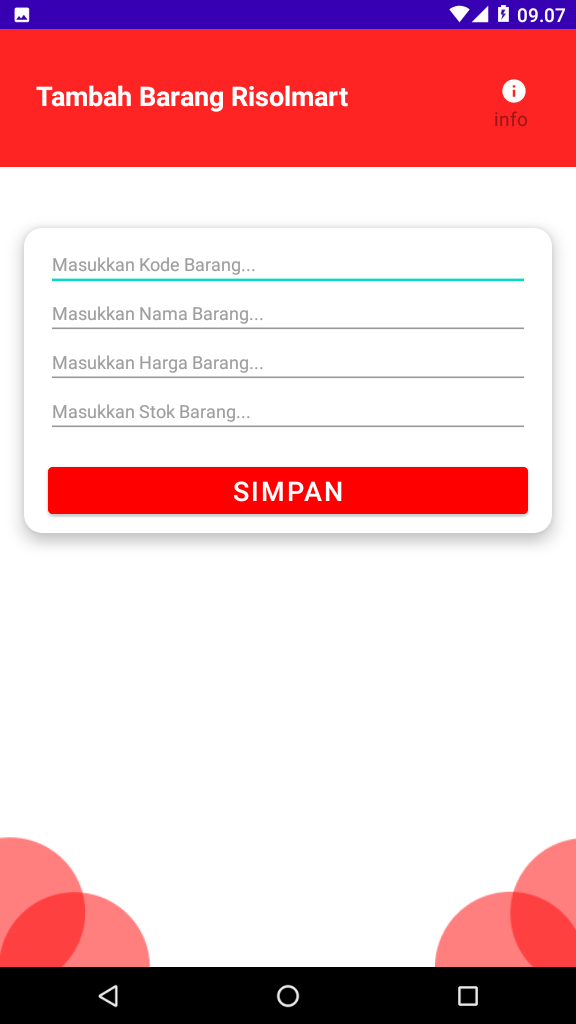 09.07
Tambah Barang Risolmart
info
Masukkan Kode Barang...
Masukkan Nama Barang...
Masukkan Harga Barang...
Masukkan Stok Barang...
SIMPAN